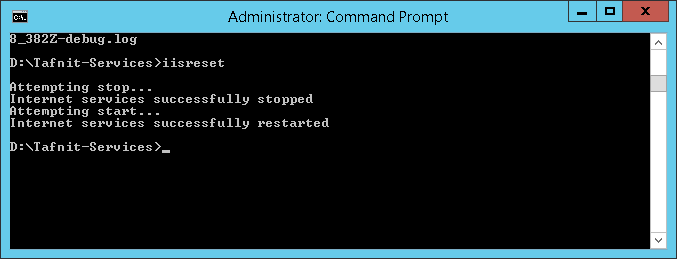 Administrator: Command Prompt
8_382Z-debug.log
D:\Tafnit-Services>iisreset
Attempting stop...
Internet services successfully stopped
Attempting start...
Internet services successfully restarted
D:\Tafnit-Services>_